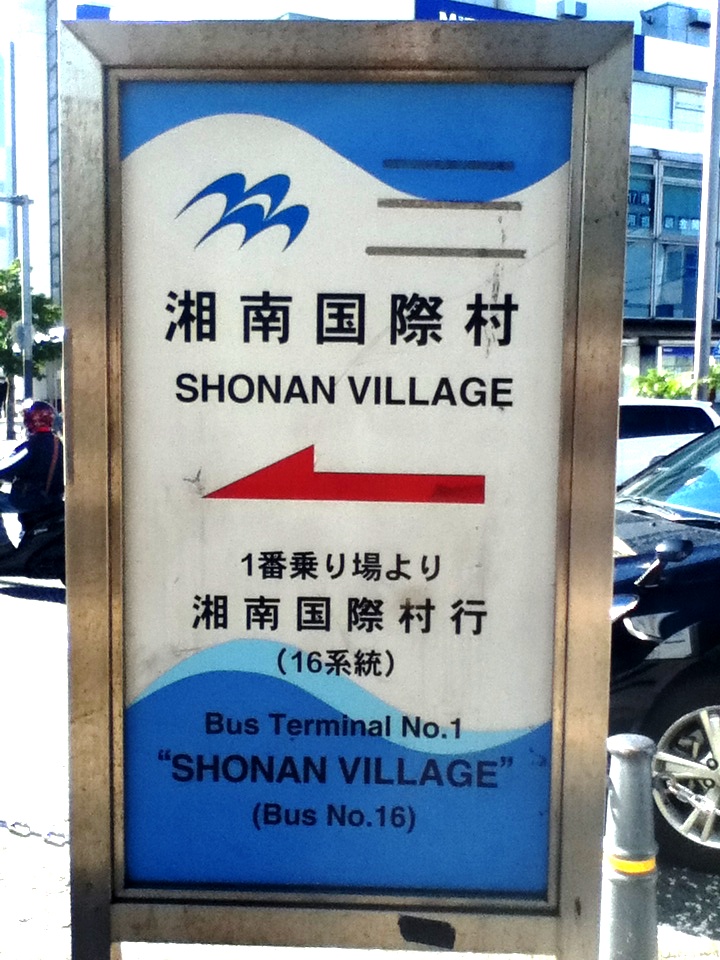 湘南国際村
SHONAN VILLAGE
1番乗り場より
湘南国際村行
（16系統）
Bus Terminal No.1
“SHONAN VILLAGE”
(Bus No.16)